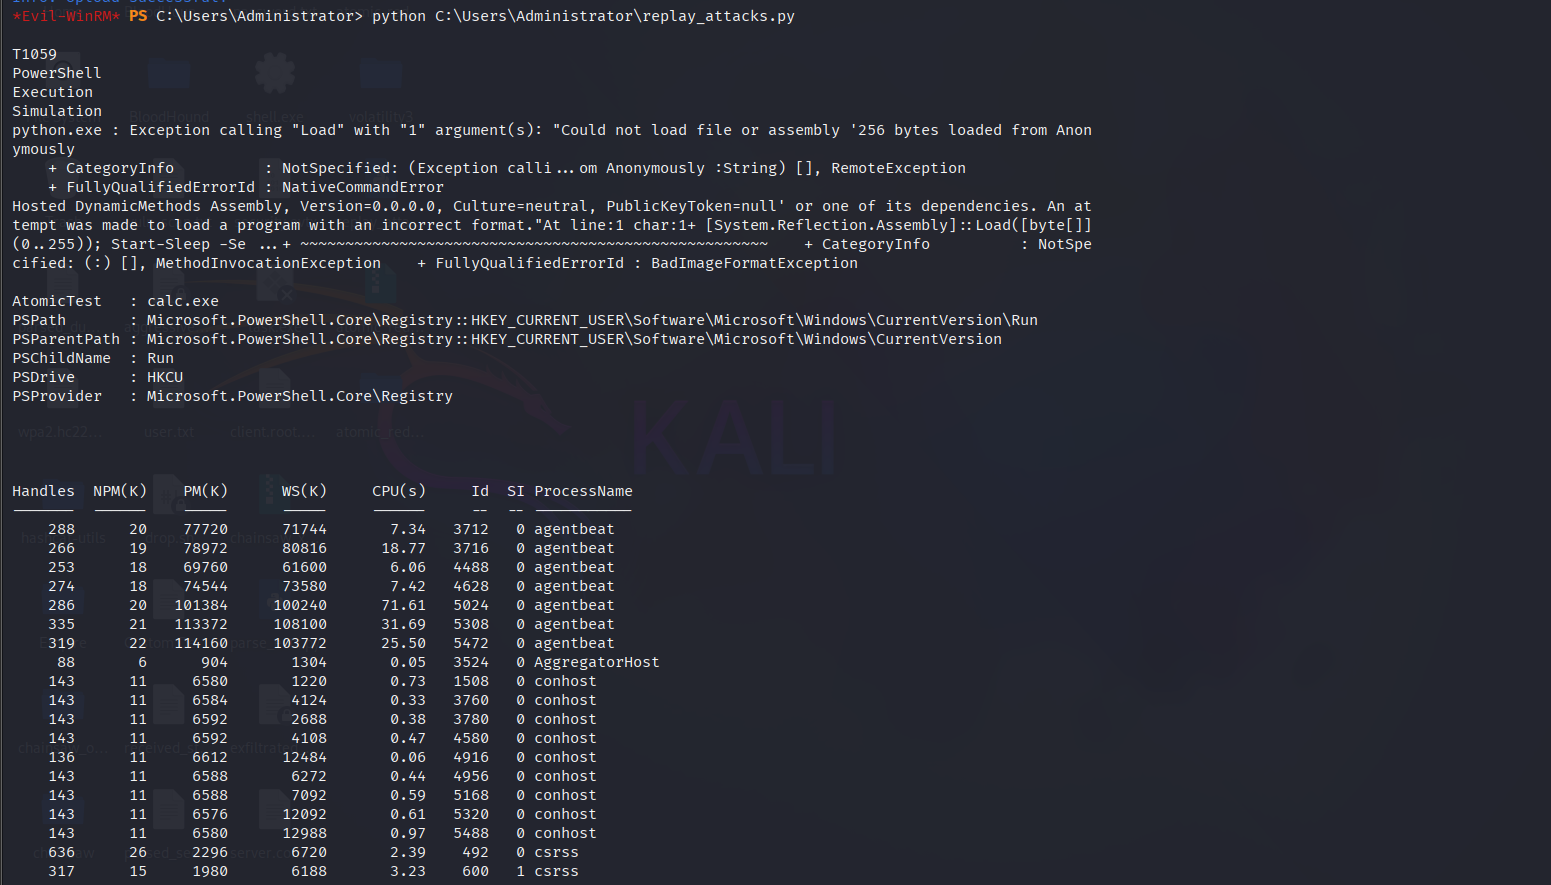 *Evil-WinRM* PS C:\Users\Administrator> python C:\Users\Administrator\replay_attacks.py
T1059
PowerShell
Execution
Simulation
python.exe : Exception calling "Load" with "1" argument(s): "Could not load file or assembly '256 bytes loaded from Anon
ymously
    + CategoryInfo          : NotSpecified: (Exception calli...om Anonymously :String) [], RemoteException
    + FullyQualifiedErrorId : NativeCommandError
Hosted DynamicMethods Assembly, Version=0.0.0.0, Culture=neutral, PublicKeyToken=null' or one of its dependencies. An at
tempt was made to load a program with an incorrect format."At line:1 char:1+ [System.Reflection.Assembly]::Load([byte[]]
(0..255)); Start-Sleep -Se ...+ ~~~~~~~~~~~~~~~~~~~~~~~~~~~~~~~~~~~~~~~~~~~~~~~~~~~~    + CategoryInfo          : NotSpe
cified: (:) [], MethodInvocationException    + FullyQualifiedErrorId : BadImageFormatException
AtomicTest   : calc.exe
PSPath       : Microsoft.PowerShell.Core\Registry::HKEY_CURRENT_USER\Software\Microsoft\Windows\CurrentVersion\Run
PSParentPath : Microsoft.PowerShell.Core\Registry::HKEY_CURRENT_USER\Software\Microsoft\Windows\CurrentVersion
PSChildName  : Run
PSDrive      : HKCU
PSProvider   : Microsoft.PowerShell.Core\Registry
KALI
Handles  NPM(K)    PM(K)      WS(K)     CPU(s)     Id  SI ProcessName
-------  ------    -----      -----     ------     --  -- -----------
    288      20    77720      71744       7.34   3712   0 agentbeat
    266      19    78972      80816      18.77   3716   0 agentbeat
    253      18    69760      61600       6.06   4488   0 agentbeat
    274      18    74544      73580       7.42   4628   0 agentbeat
    286      20   101384     100240      71.61   5024   0 agentbeat
    335      21   113372     108100      31.69   5308   0 agentbeat
    319      22   114160     103772      25.50   5472   0 agentbeat
     88       6      904       1304       0.05   3524   0 AggregatorHost
    143      11     6580       1220       0.73   1508   0 conhost
    143      11     6584       4124       0.33   3760   0 conhost
    143      11     6592       2688       0.38   3780   0 conhost
    143      11     6592       4108       0.47   4580   0 conhost
    136      11     6612      12484       0.06   4916   0 conhost
    143      11     6588       6272       0.44   4956   0 conhost
    143      11     6588       7092       0.59   5168   0 conhost
    143      11     6576      12092       0.61   5320   0 conhost
    143      11     6580      12988       0.97   5488   0 conhost
    636      26     2296       6720       2.39    492   0 csrss
    317      15     1980       6188       3.23    600   1 csrss